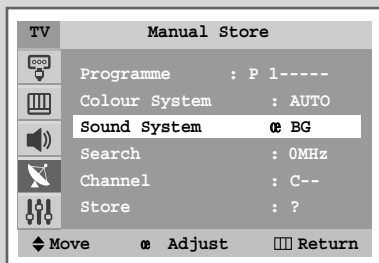 TV Manual Store
Programme : P 1-----
Colour System : AUTO
Sound System œ BG
Search : 0MHz
Channel : C--
Store : ?
Move œ Adjust Return